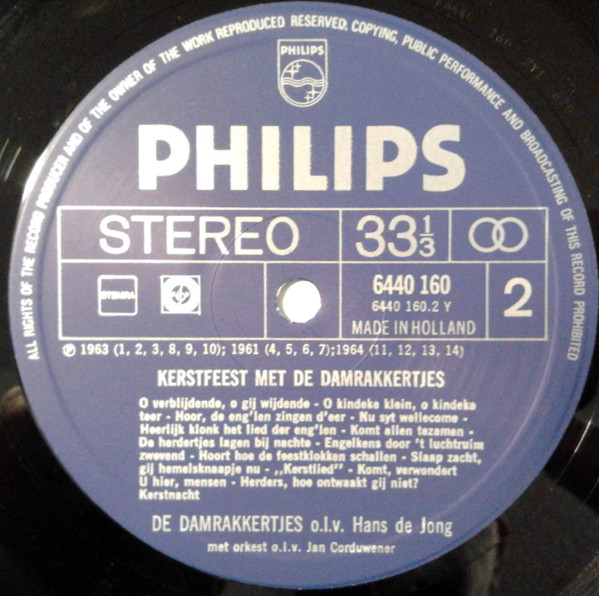 ALL RIGHTS OF THE RECORD PRODUCER AND OF THE OWNER OF THE WORK REPRODUCED RESERVED. COPYING, PUBLIC PERFORMANCE AND BROADCASTING OF THIS RECORD PROHIBITED
PHILIPS
PHILIPS
STEREO 33⅓
STEMRA
6440 160
6440 160.2 Y
MADE IN HOLLAND
2
℗ 1963 (1, 2, 3, 8, 9, 10); 1961 (4, 5, 6, 7);1964 (11, 12, 13, 14)
KERSTFEEST MET DE DAMRAKKERTJES
O verblijdende, o gij wijdende - O kindeke klein, o kindeke
teer - Hoor, de eng'len zingen d'eer - Nu syt wellecome -
Heerlijk klonk het lied der eng'len - Komt allen tezamen -
De herdertjes lagen bij nachte - Engelkens door 't luchtruim
zwevend - Hoort hoe de feestklokken schallen - Slaap zacht,
gij hemelsknaapje nu - „Kerstlied” - Komt, verwondert
U hier, mensen - Herders, hoe ontwaakt gij niet?
Kerstnacht
DE DAMRAKKERTJES o.l.v. Hans de Jong
met orkest o.l.v. Jan Corduwener